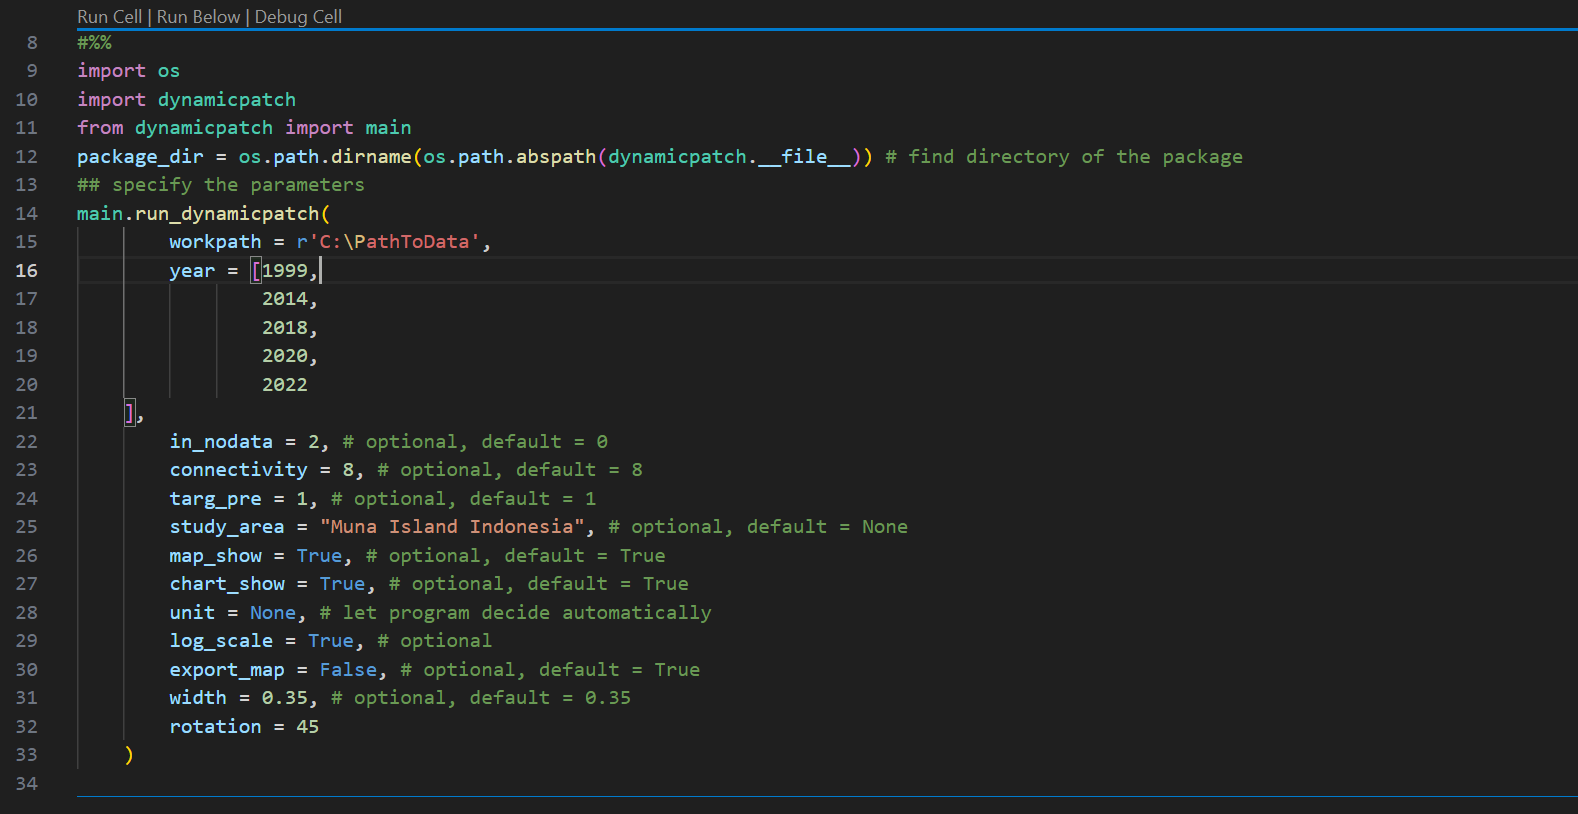 Run Cell | Run Below | Debug Cell
8 #%%
9 import os
10 import dynamicpatch
11 from dynamicpatch import main
12 package_dir = os.path.dirname(os.path.abspath(dynamicpatch.__file__)) # find directory of the package
13 ## specify the parameters
14 main.run_dynamicpatch(
15 workpath = r'C:\PathToData',
16 year = [1999,
17 2014,
18 2018,
19 2020,
20 2022
21 ],
22 in_nodata = 2, # optional, default = 0
23 connectivity = 8, # optional, default = 8
24 targ_pre = 1, # optional, default = 1
25 study_area = "Muna Island Indonesia", # optional, default = None
26 map_show = True, # optional, default = True
27 chart_show = True, # optional, default = True
28 unit = None, # let program decide automatically
29 log_scale = True, # optional
30 export_map = False, # optional, default = True
31 width = 0.35, # optional, default = 0.35
32 rotation = 45
33 )
34